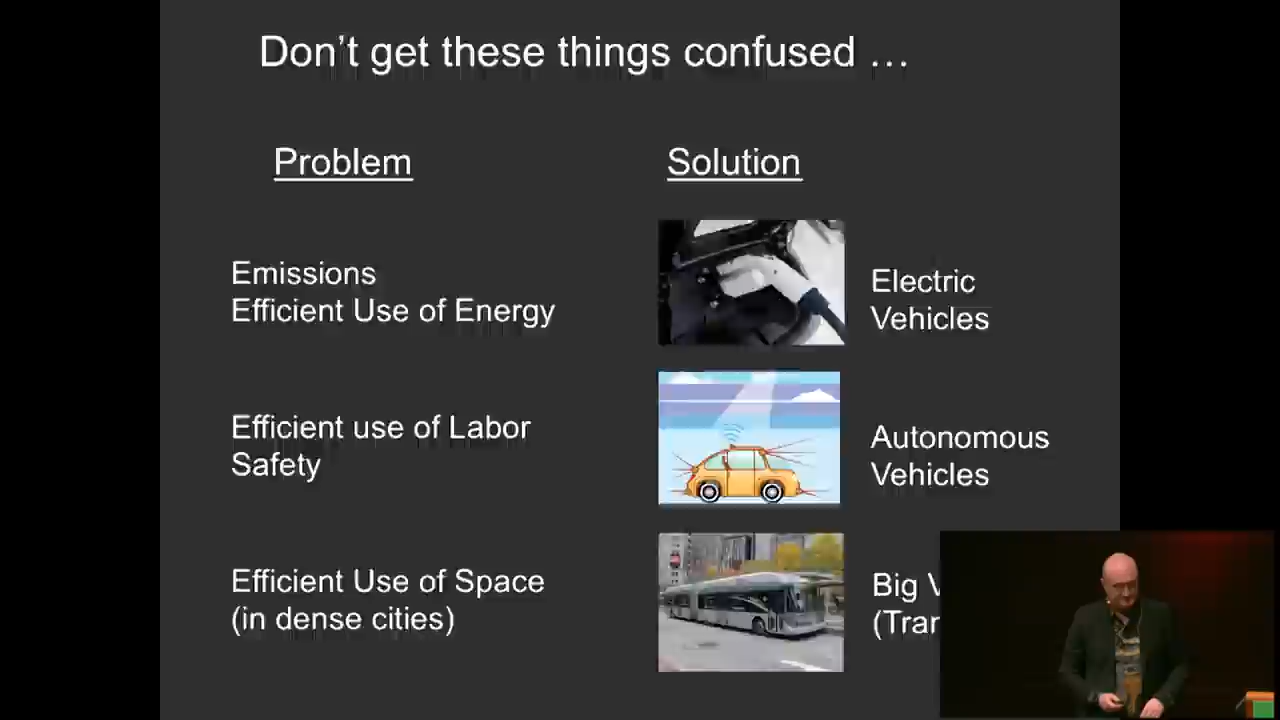 Don't get these things confused …
Problem
Solution
Emissions
Efficient Use of Energy
Electric
Vehicles
Efficient use of Labor
Safety
Autonomous
Vehicles
Efficient Use of Space
(in dense cities)
Big